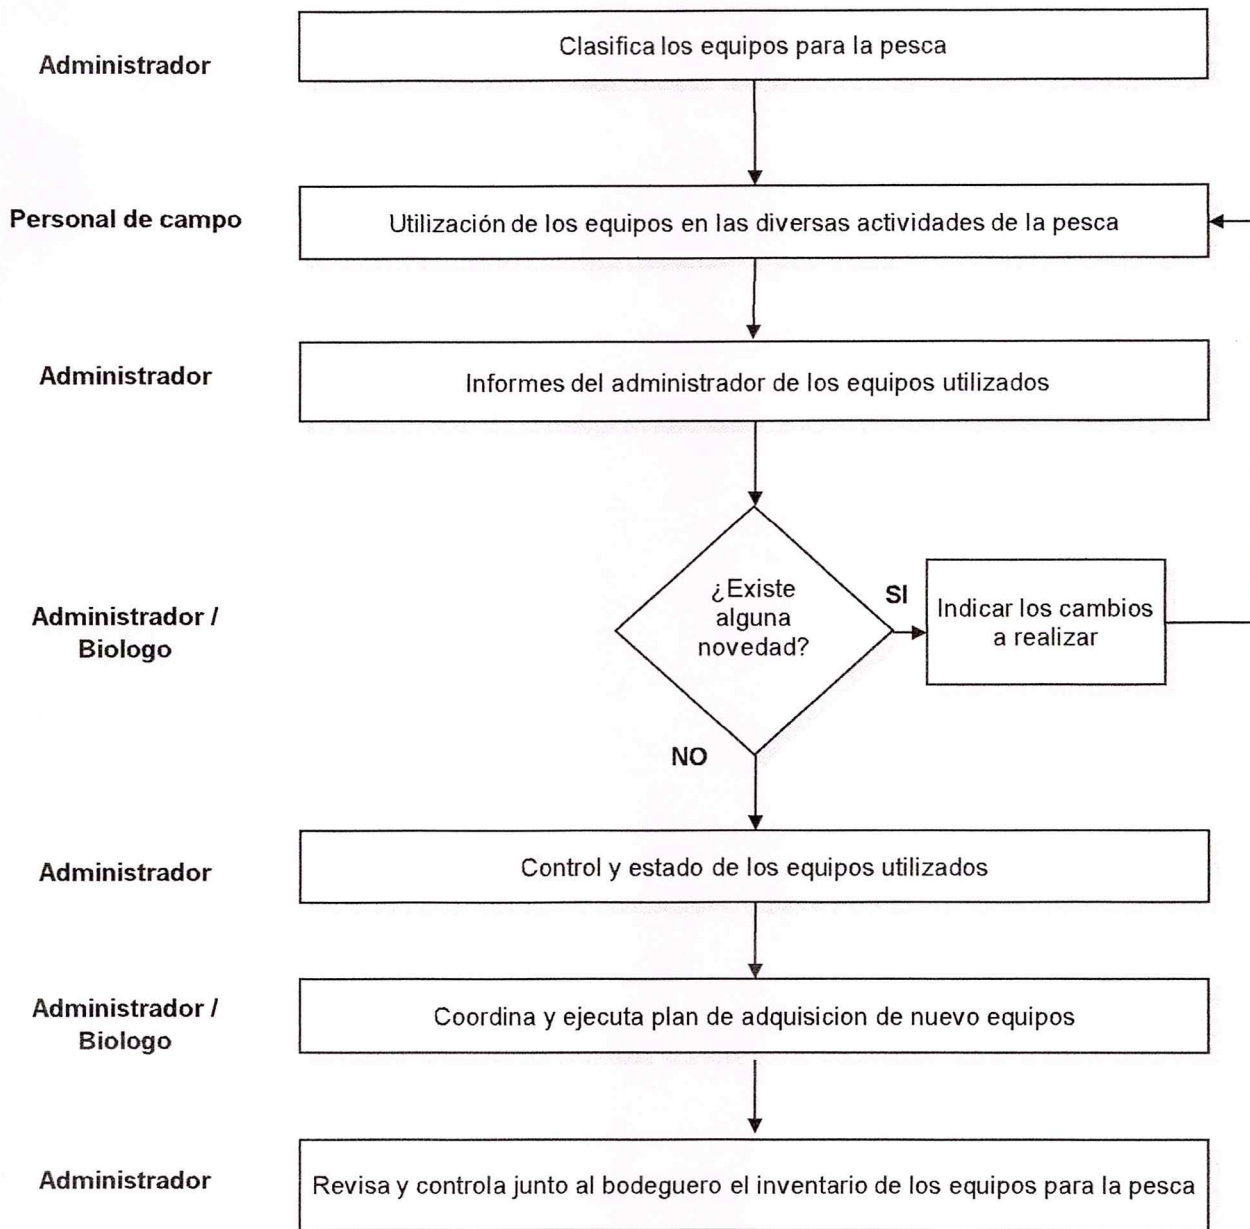 Administrador
Clasifica los equipos para la pesca
Personal de campo
Utilización de los equipos en las diversas actividades de la pesca
Administrador
Informes del administrador de los equipos utilizados
Administrador /
Biologo
¿Existe
alguna
novedad?
SI
Indicar los cambios
a realizar
NO
Administrador
Control y estado de los equipos utilizados
Administrador /
Biologo
Coordina y ejecuta plan de adquisicion de nuevo equipos
Administrador
Revisa y controla junto al bodeguero el inventario de los equipos para la pesca